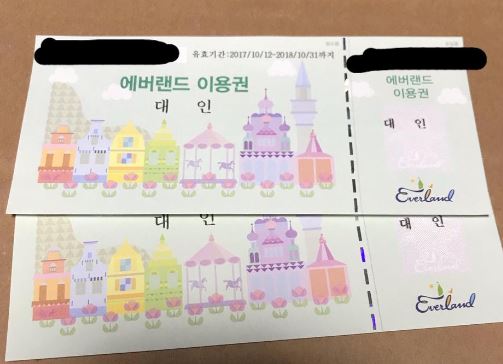 유효기간:2017/10/12~2018/10/31까지
에버랜드 이용권
대 인
에버랜드
이용권
대 인
Everland
대 인
대 인
Everland